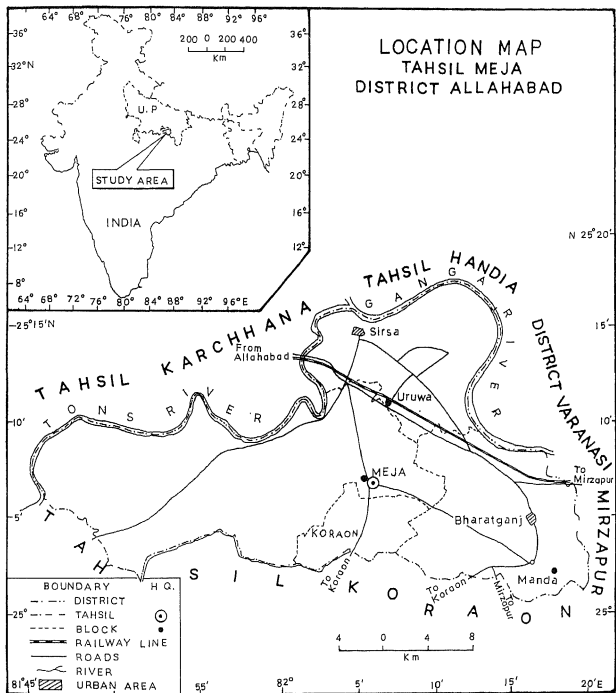 64° 68° 72° 76° 80° 84° 88° 92° 96°
200 0 200 400
Km
36°
32°N
28°
24°
20°
16°
12°
8°
36°
32°
28°
24°
20°
16°
12°
U.P
STUDY AREA
INDIA
64° 68° 72° 76° 80° 84° 88° 92° 96°E
LOCATION MAP
TAHSIL MEJA
DISTRICT ALLAHABAD
N 25°20'
25°15'N
15'
TAHSIL HANDIA
GANGA RIVER
TAHSIL KARCHHANA
TONS RIVER
DISTRICT VARANASI
Sirsa
From
Allahabad
Uruwa
10'
10'
To
Mirzapur
MEJA
MIRZAPUR
Bharatganj
5'
KORAON
To
Koraon
To
Koraon
To
Mirzapur
Manda
TAHSIL KORAON
25°
25°
BOUNDARY H Q.
DISTRICT
TAHSIL
BLOCK
RAILWAY LINE
ROADS
RIVER
URBAN AREA
4 0 4 8
Km
81°45' 55' 82° 5' 10' 15' 20'E